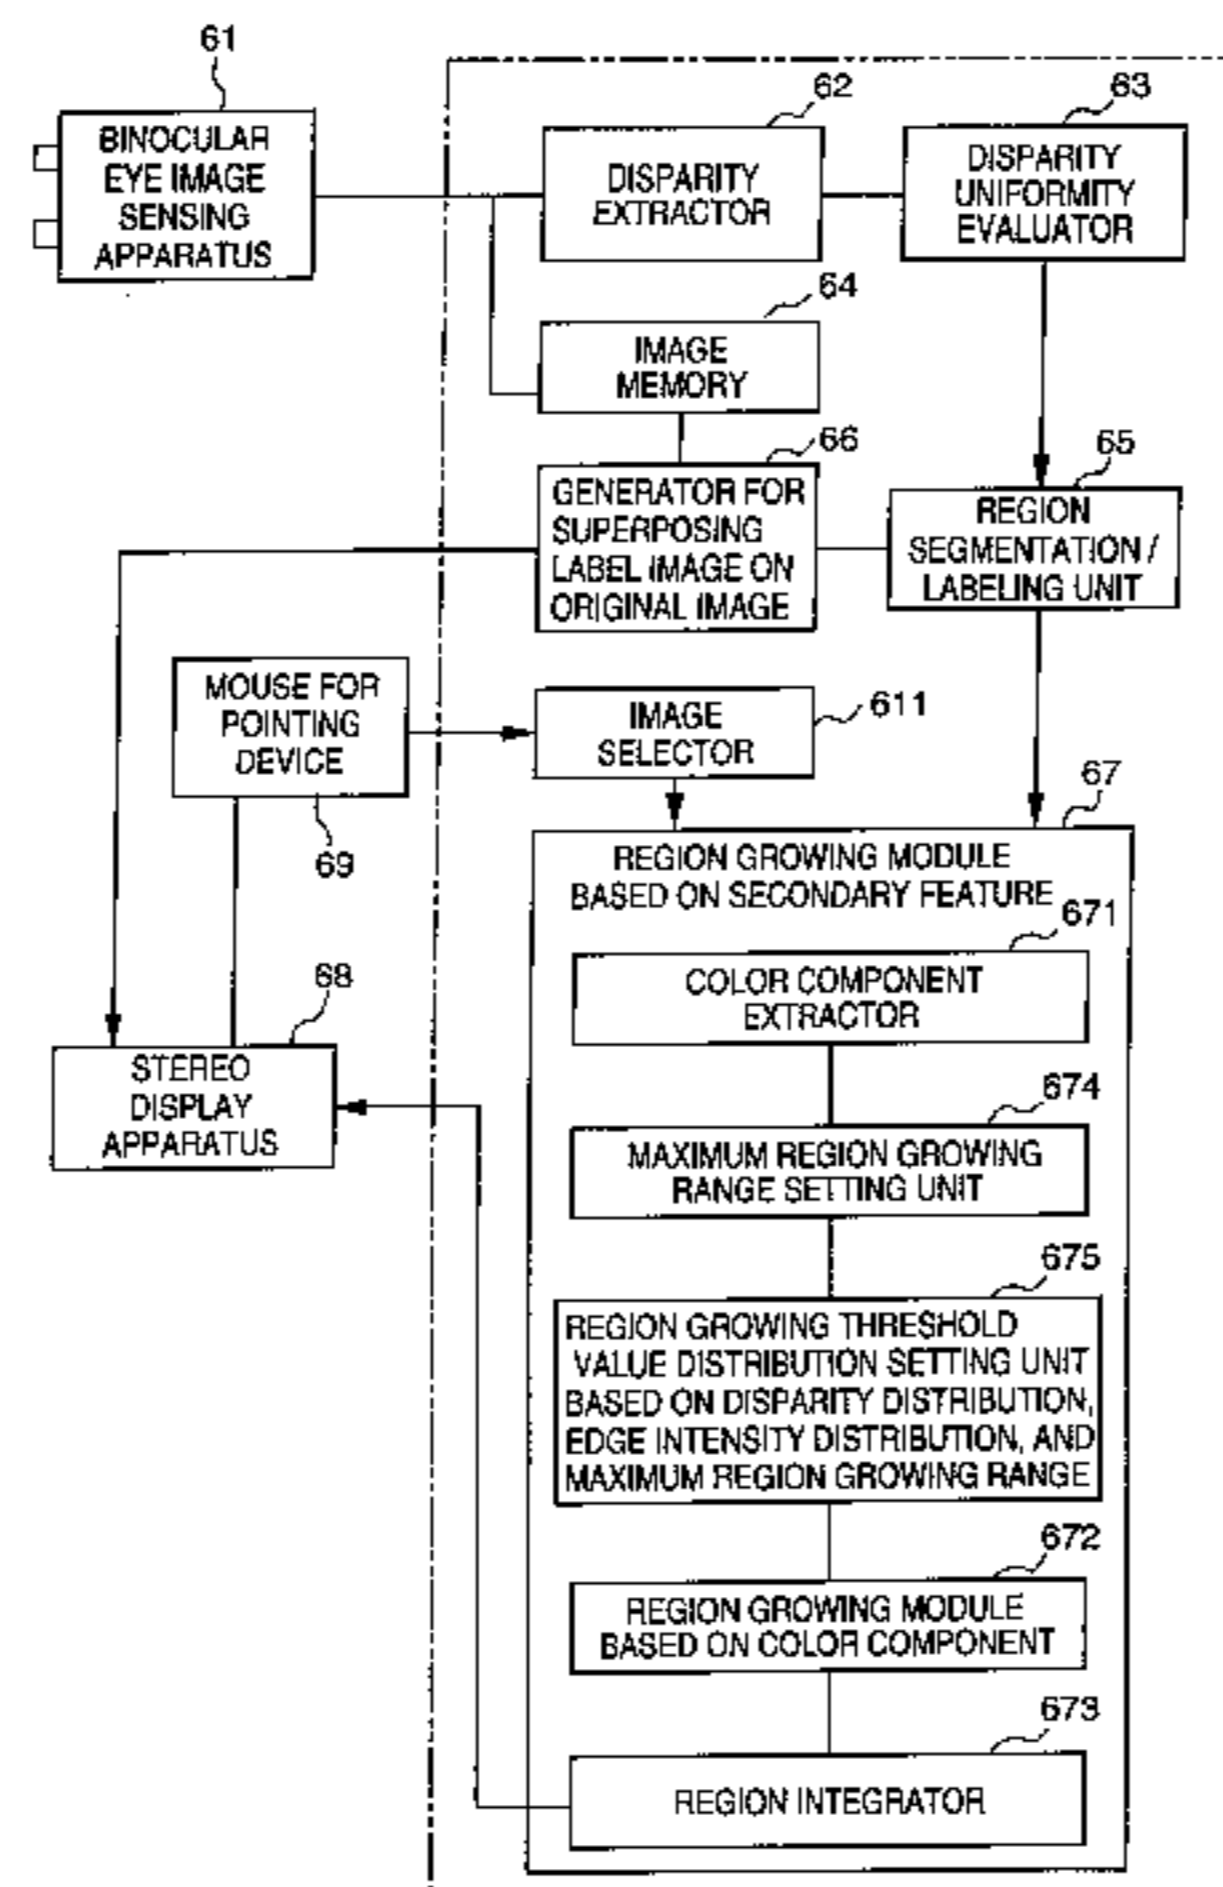 61
BINOCULAR
EYE IMAGE
SENSING
APPARATUS
62
DISPARITY
EXTRACTOR
63
DISPARITY
UNIFORMITY
EVALUATOR
64
IMAGE
MEMORY
66
GENERATOR FOR
SUPERPOSING
LABEL IMAGE ON
ORIGINAL IMAGE
65
REGION
SEGMENTATION /
LABELING UNIT
MOUSE FOR
POINTING
DEVICE
69
IMAGE
SELECTOR
611
67
REGION GROWING MODULE
BASED ON SECONDARY FEATURE
671
COLOR COMPONENT
EXTRACTOR
68
STEREO
DISPLAY
APPARATUS
674
MAXIMUM REGION GROWING
RANGE SETTING UNIT
675
REGION GROWING THRESHOLD
VALUE DISTRIBUTION SETTING UNIT
BASED ON DISPARITY DISTRIBUTION,
EDGE INTENSITY DISTRIBUTION, AND
MAXIMUM REGION GROWING RANGE
672
REGION GROWING MODULE
BASED ON COLOR COMPONENT
673
REGION INTEGRATOR